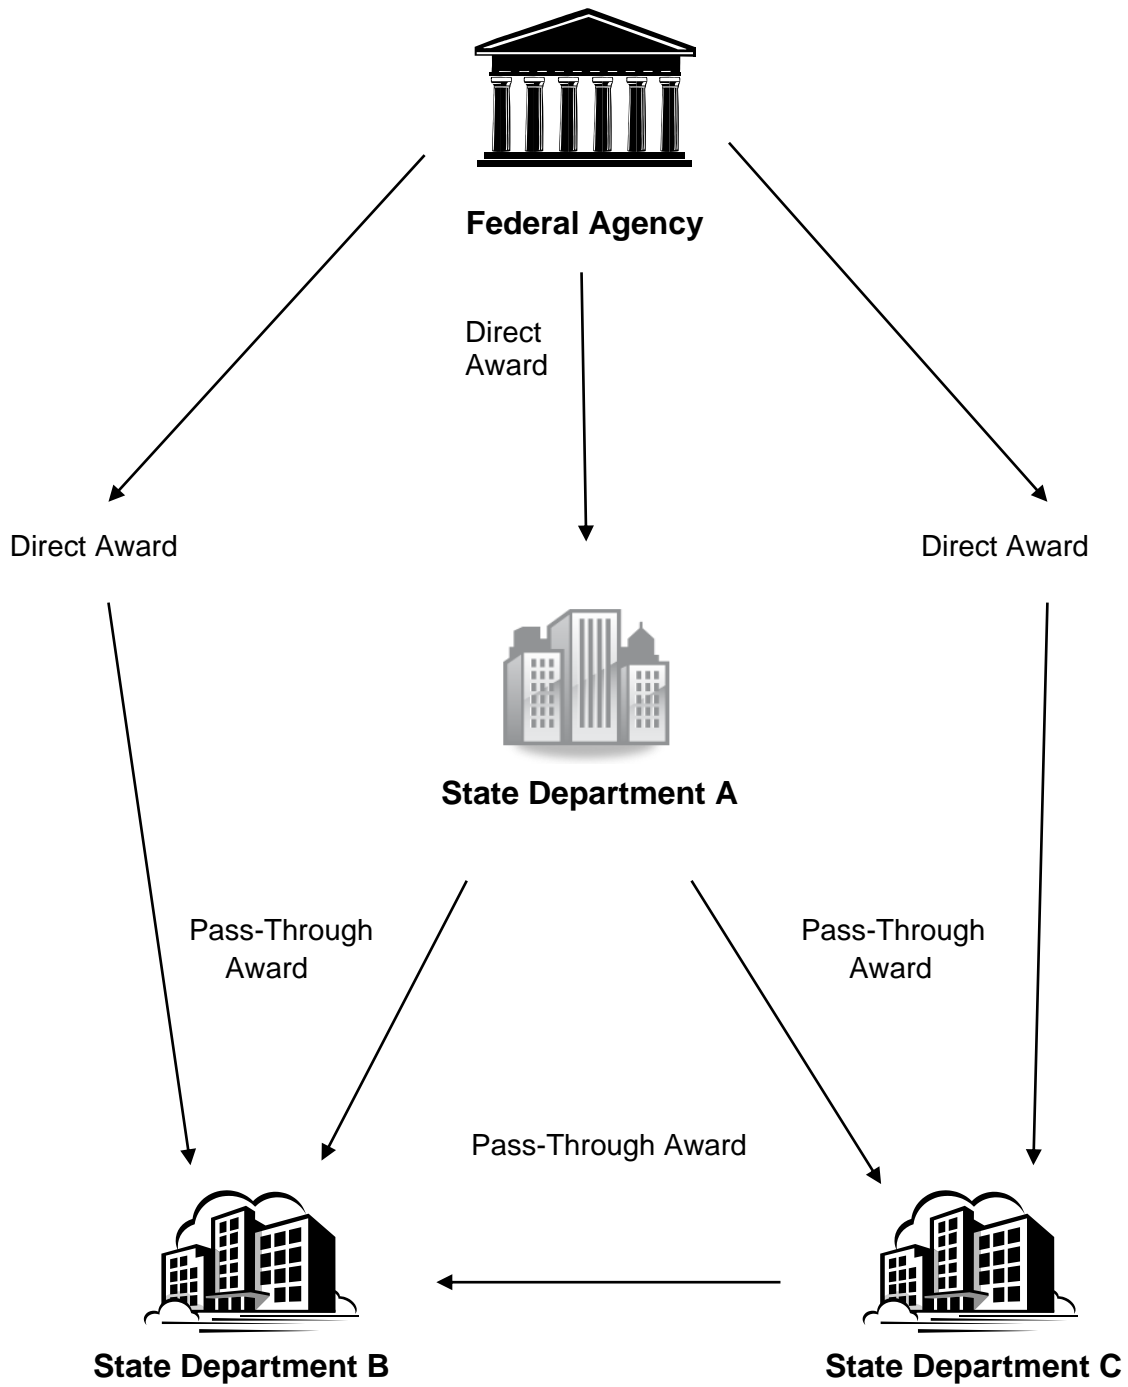 Federal Agency
Direct
Award
Direct Award
Direct Award
State Department A
Pass-Through
Award
Pass-Through
Award
Pass-Through Award
State Department B
State Department C